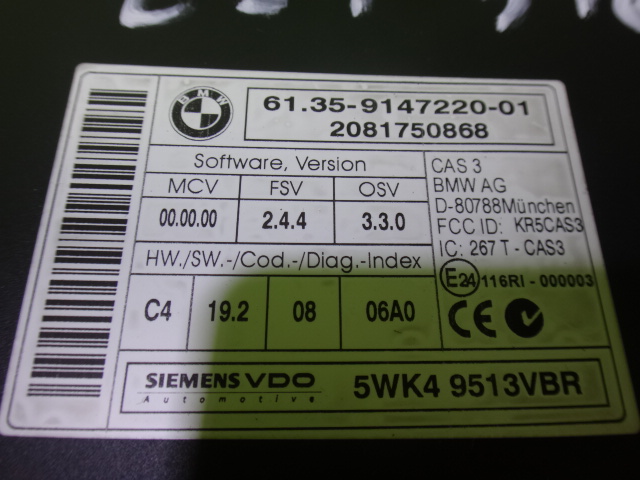 BMW
61.35-9147220-01
2081750868
Software, Version
MCV FSV OSV
00.00.00 2.4.4 3.3.0
HW./SW.-/Cod.-/Diag.-Index
C4 19.2 08 06A0
CAS 3
BMW AG
D-80788München
FCC ID: KR5CAS3
IC: 267 T - CAS3
E24 116RI - 000003
CE N
SIEMENS VDO
Automotive
5WK4 9513VBR